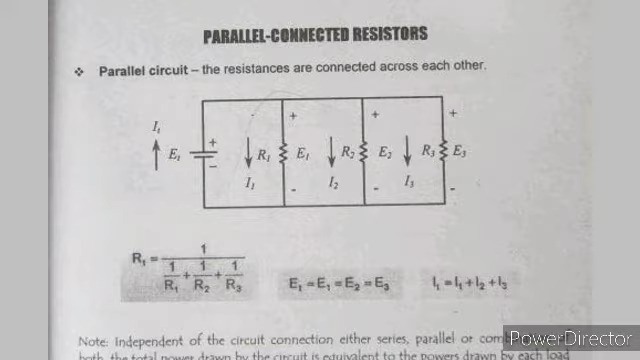 PARALLEL-CONNECTED RESISTORS
❖ Parallel circuit – the resistances are connected across each other.
Iₜ Eₜ + - I₁ R₁ + E₁ - I₂ R₂ + E₂ - I₃ R₃ + E₃ -
Rₜ = 1 / (1/R₁ + 1/R₂ + 1/R₃) Eₜ = E₁ = E₂ = E₃ Iₜ = I₁ + I₂ + I₃
Note: Independent of the circuit connection either series, parallel or
both, the total power drawn by the circuit is equivalent to the powers drawn by each load
PowerDirector